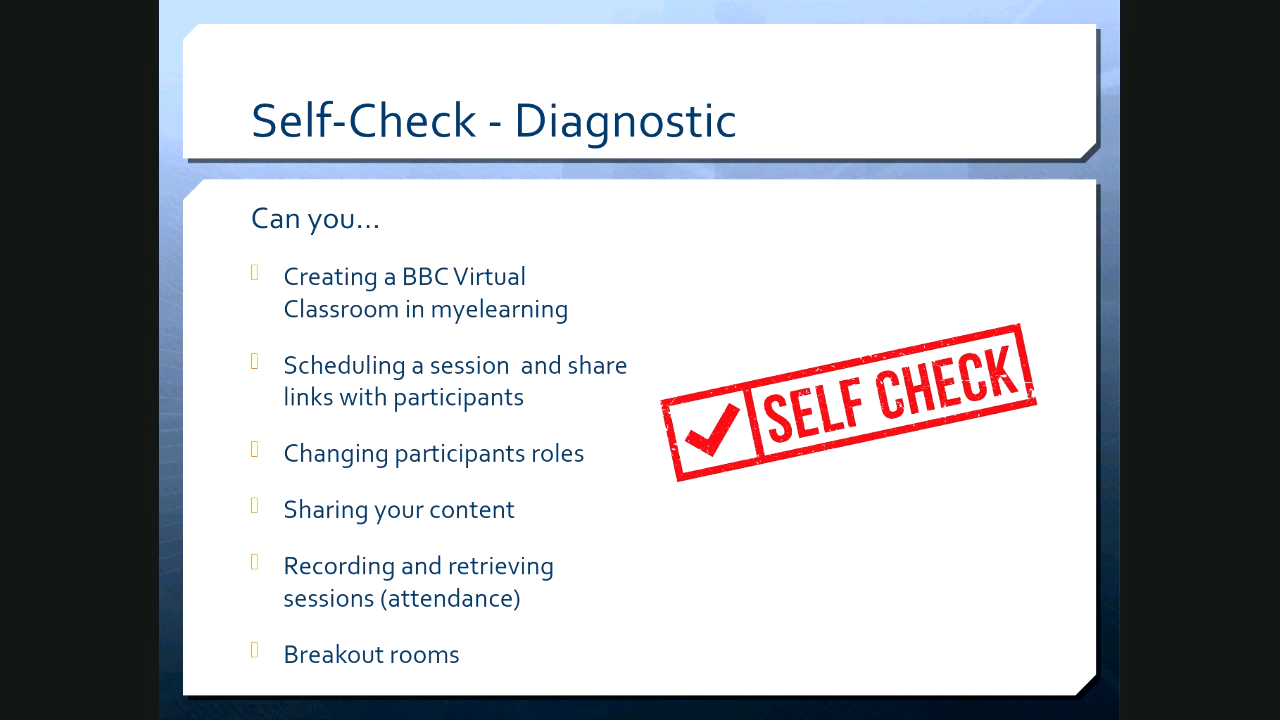 Self-Check - Diagnostic
Can you...
Creating a BBC Virtual
Classroom in myelearning
Scheduling a session  and share
links with participants
Changing participants roles
Sharing your content
Recording and retrieving
sessions (attendance)
Breakout rooms
SELF CHECK